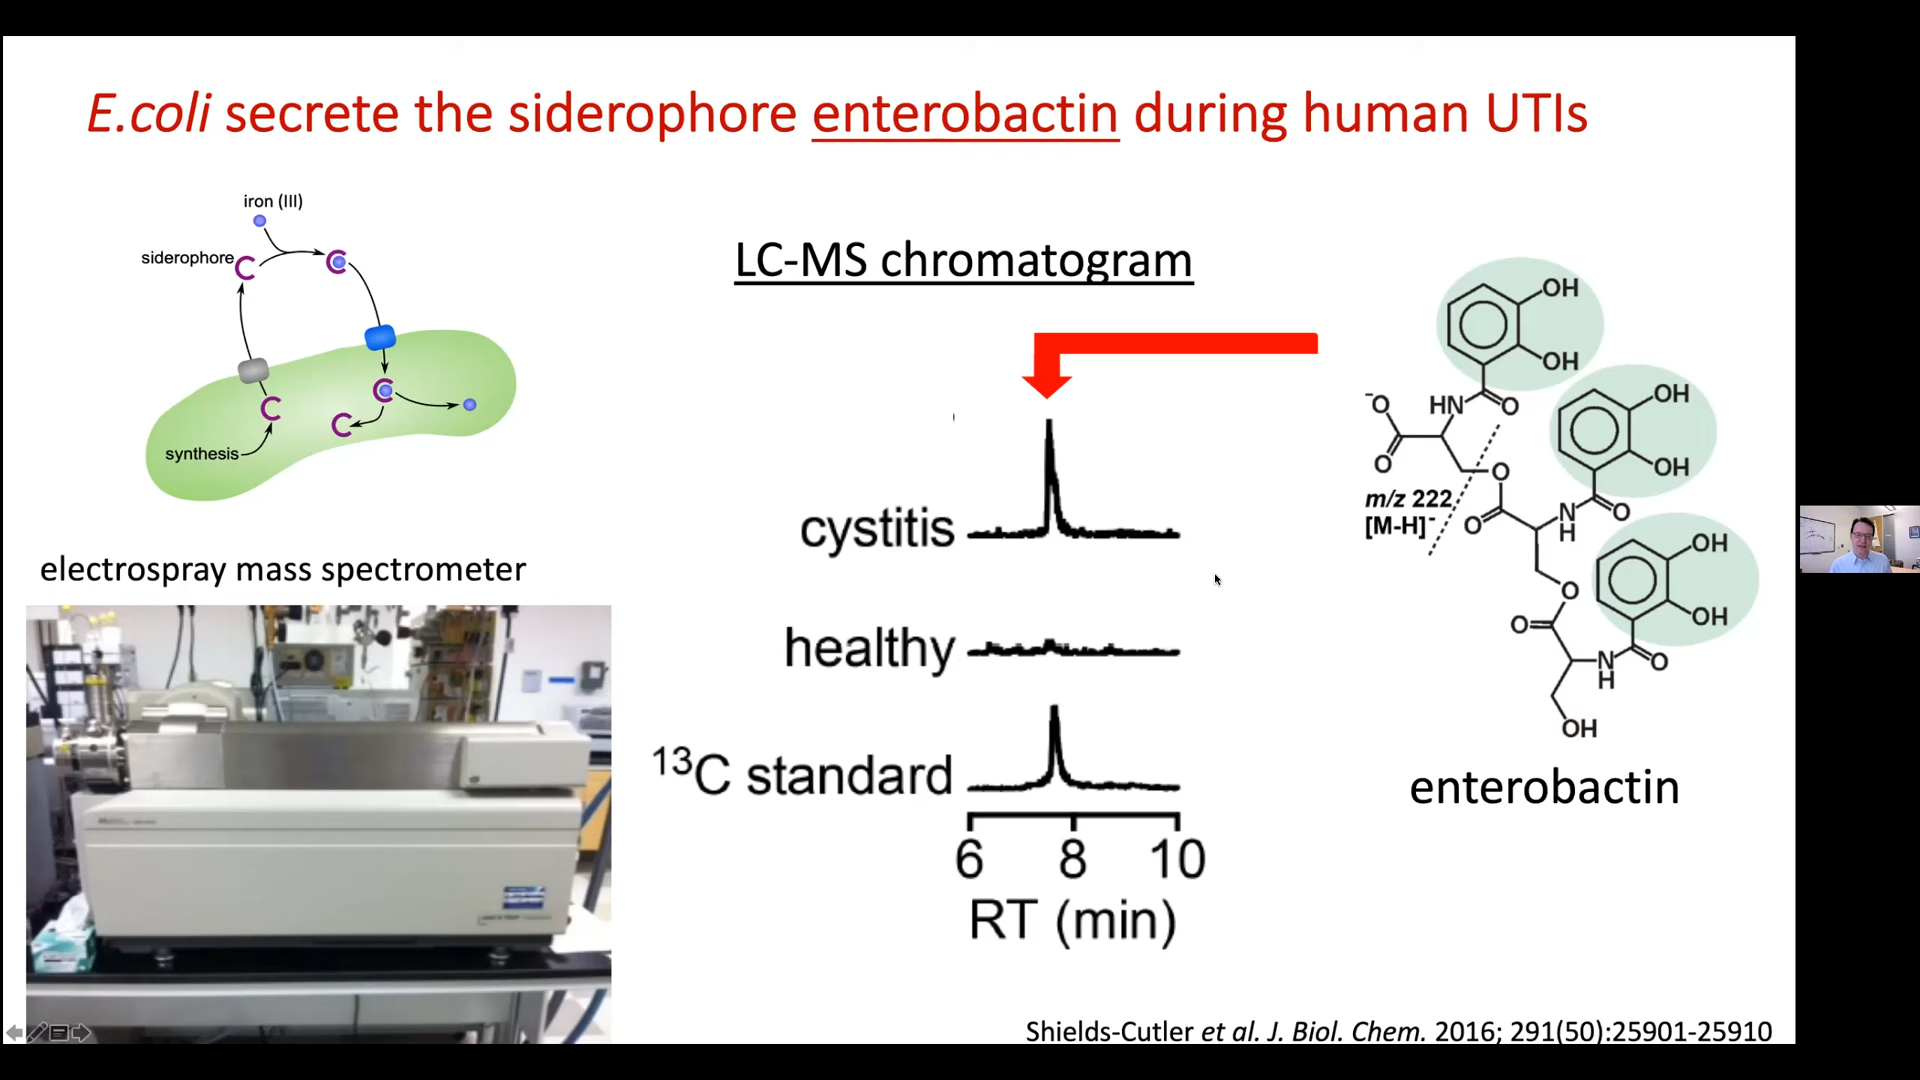 E.coli secrete the siderophore enterobactin during human UTIs
iron (III)
siderophore
synthesis
electrospray mass spectrometer
LC-MS chromatogram
cystitis
healthy
¹³C standard
6 8 10
RT (min)
OH
OH
⁻O
HN
O
O
O
m/z 222
[M-H]⁻
OH
OH
O
N
H
O
O
OH
OH
O
N
H
O
OH
enterobactin
Shields-Cutler et al. J. Biol. Chem. 2016; 291(50):25901-25910